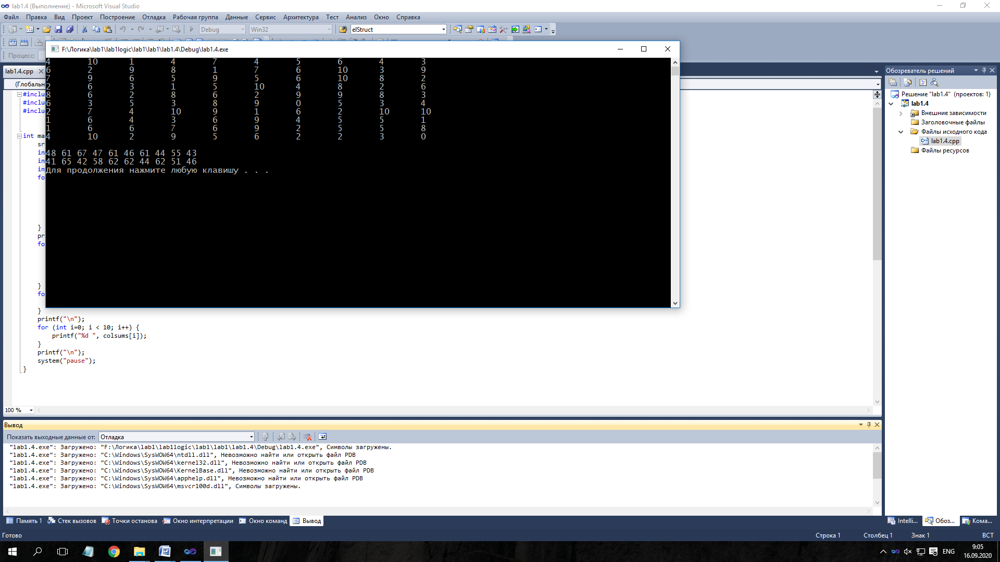 lab1.4 (Выполнение) - Microsoft Visual Studio
Файл Правка Вид Проект Построение Отладка Рабочая группа Данные Сервис Архитектура Тест Анализ Окно Справка
Debug Win32 elStruct
Процесс:
F:\Логика\lab1\lab1logic\lab1\lab1\lab1.4\Debug\lab1.4.exe
4 10 1 4 7 4 5 6 4 3
6 2 9 8 1 7 6 10 3 9
7 9 6 5 9 5 6 10 8 2
2 6 3 1 5 10 4 8 2 6
8 6 2 8 6 2 9 9 8 3
6 3 5 3 8 9 0 5 3 4
2 7 4 10 9 1 6 2 10 10
1 6 4 3 6 9 4 5 5 1
1 6 6 7 6 9 2 5 5 8
4 10 2 9 5 6 2 2 3 0
48 61 67 47 61 46 61 44 55 43
41 65 42 58 62 62 44 62 51 46
Для продолжения нажмите любую клавишу . . .
lab1.4.cpp
(Глобальн
#inclu
#inclu
#inclu
int ma
sr
in
in
in
fo
}
pr
fo
}
fo
}
printf("\n");
for (int i=0; i < 10; i++) {
printf("%d ", colsums[i]);
}
printf("\n");
system("pause");
}
100 %
Обозреватель решений
Решение "lab1.4" (проектов: 1)
lab1.4
Внешние зависимости
Заголовочные файлы
Файлы исходного кода
lab1.4.cpp
Файлы ресурсов
Вывод
Показать выходные данные от: Отладка
"lab1.4.exe": Загружено: "F:\Логика\lab1\lab1logic\lab1\lab1\lab1.4\Debug\lab1.4.exe", Символы загружены.
"lab1.4.exe": Загружено: "C:\Windows\SysWOW64\ntdll.dll", Невозможно найти или открыть файл PDB
"lab1.4.exe": Загружено: "C:\Windows\SysWOW64\kernel32.dll", Невозможно найти или открыть файл PDB
"lab1.4.exe": Загружено: "C:\Windows\SysWOW64\KernelBase.dll", Невозможно найти или открыть файл PDB
"lab1.4.exe": Загружено: "C:\Windows\SysWOW64\apphelp.dll", Невозможно найти или открыть файл PDB
"lab1.4.exe": Загружено: "C:\Windows\SysWOW64\msvcr100d.dll", Символы загружены.
Память 1 Стек вызовов Точки останова Окно интерпретации Окно команд Вывод
Intelli... Обоз... Кома...
Готово Строка 1 Столбец 1 Знак 1 ВСТ
ENG
9:05
16.09.2020